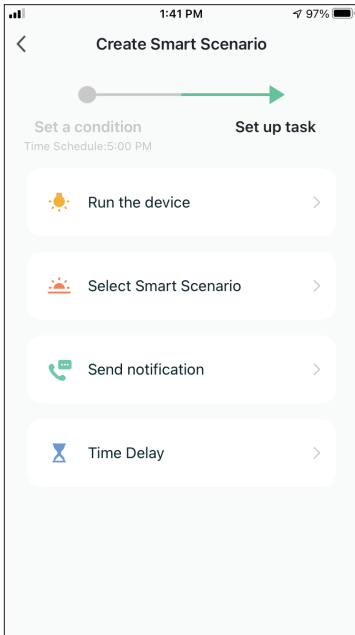 1:41 PM
97%
Create Smart Scenario
Set a condition
Set up task
Time Schedule:5:00 PM
Run the device
Select Smart Scenario
Send notification
Time Delay